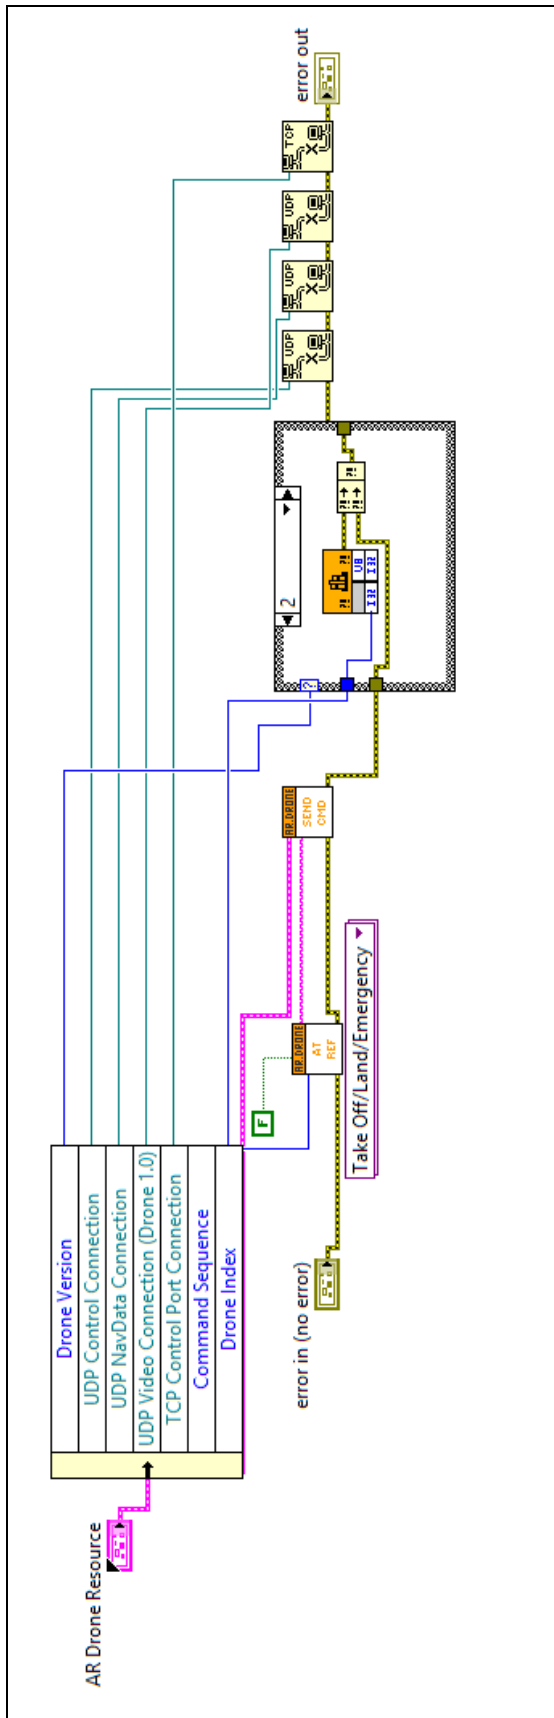 AR Drone Resource
Drone Version
UDP Control Connection
UDP NavData Connection
UDP Video Connection (Drone 1.0)
TCP Control Port Connection
Command Sequence
Drone Index
error in (no error)
F
AR.DRONE
AT
REF
Take Off/Land/Emergency
AR.DRONE
SEND
CMD
?
2
?!
?!
?!
U8
I32
I32
?!
?!
?!
UDP
UDP
UDP
TCP
error out